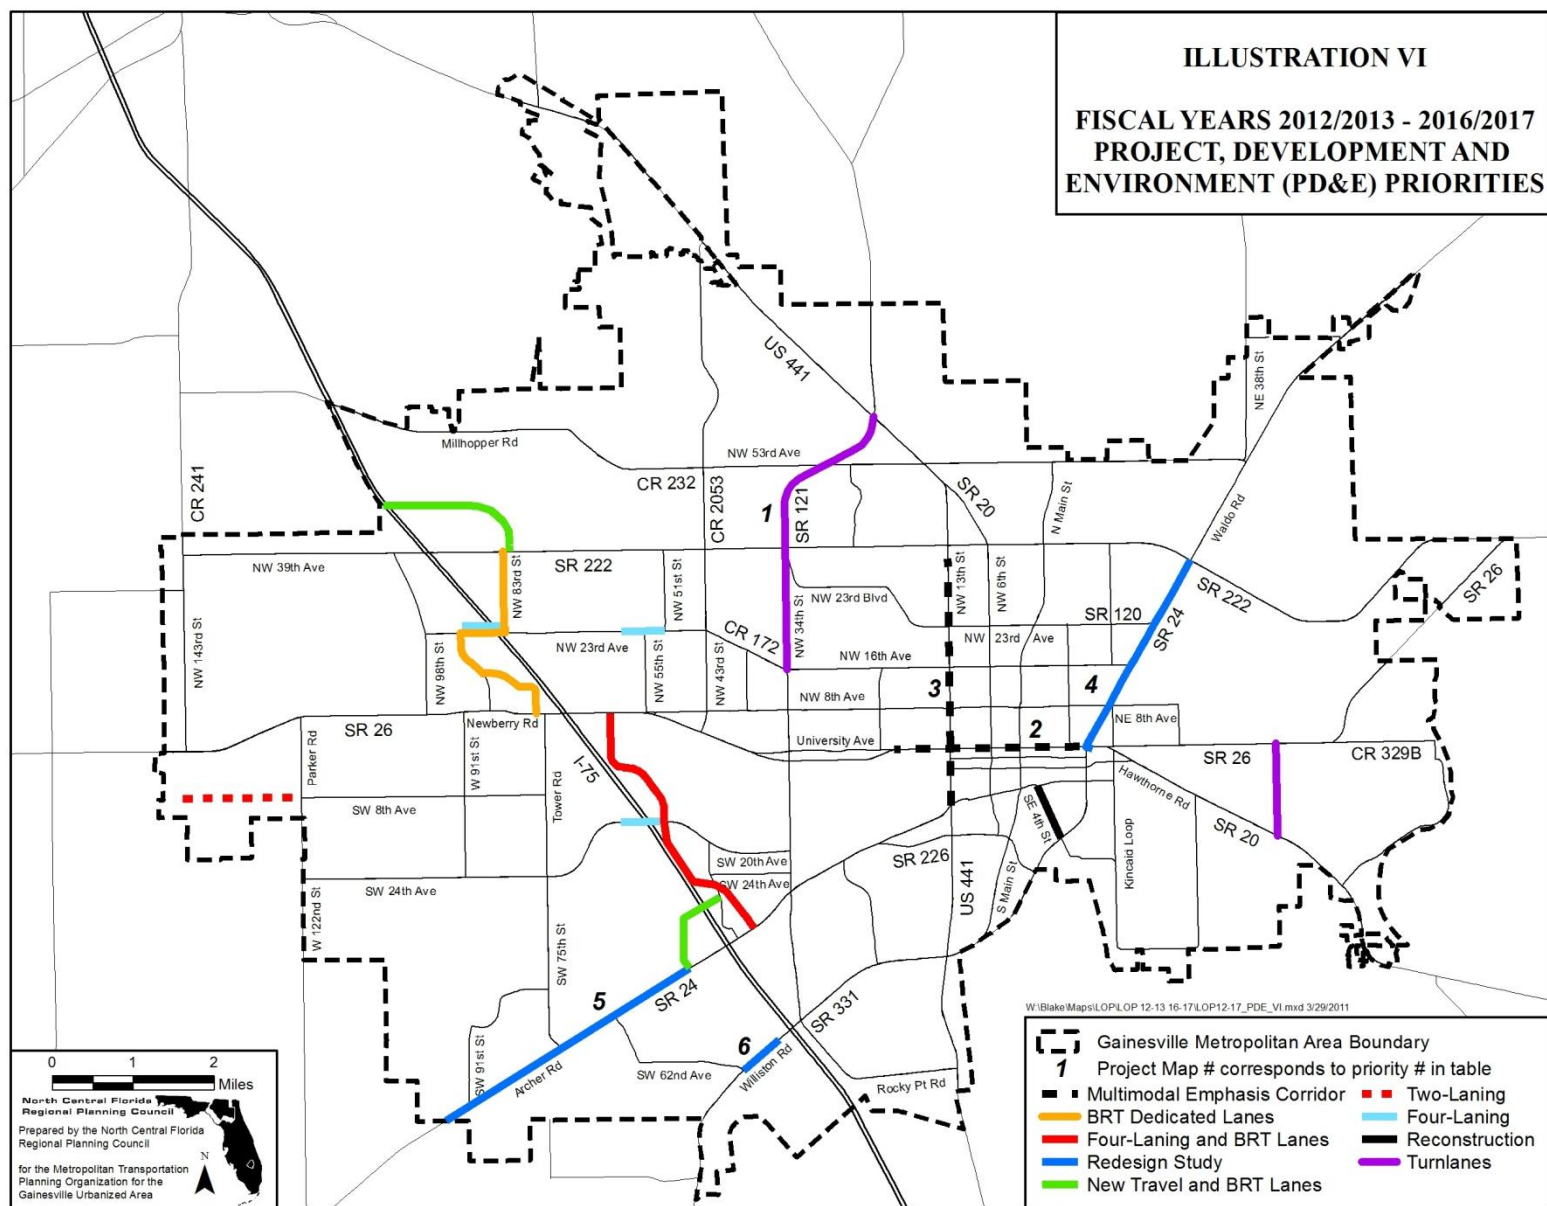 ILLUSTRATION VI
FISCAL YEARS 2012/2013 - 2016/2017
PROJECT, DEVELOPMENT AND
ENVIRONMENT (PD&E) PRIORITIES
US 441
NE 38th St
Millhopper Rd
NW 53rd Ave
CR 241
CR 232
CR 2053
1
SR 121
SR 20
N Main St
Waldo Rd
NW 39th Ave
SR 222
NW 83rd St
NW 51st St
NW 34th St
NW 23rd Blvd
NW 13th St
NW 6th St
SR 120
SR 24
SR 222
SR 26
NW 143rd St
NW 98th St
NW 23rd Ave
NW 55th St
NW 43rd St
CR 172
NW 16th Ave
NW 23rd Ave
NW 8th Ave
3
4
NE 8th Ave
Newberry Rd
SR 26
University Ave
2
SR 26
CR 329B
Parker Rd
W 91st St
I-75
Tower Rd
SW 8th Ave
Hawthorne Rd
SR 20
SE 4th St
Kincaid Loop
SR 226
SW 20th Ave
SW 24th Ave
SW 24th Ave
US 441
S Main St
W 122nd St
SW 75th St
5
SR 24
SR 331
6
Williston Rd
SW 62nd Ave
Rocky Pt Rd
SW 91st St
Archer Rd
W:\Blake\Maps\LOP\LOP 12-13 16-17\LOP12-17_PDE_VI.mxd 3/29/2011
Gainesville Metropolitan Area Boundary
1 Project Map # corresponds to priority # in table
Multimodal Emphasis Corridor
Two-Laning
BRT Dedicated Lanes
Four-Laning
Four-Laning and BRT Lanes
Reconstruction
Redesign Study
Turnlanes
New Travel and BRT Lanes
0 1 2
Miles
North Central Florida
Regional Planning Council
Prepared by the North Central Florida
Regional Planning Council
for the Metropolitan Transportation
Planning Organization for the
Gainesville Urbanized Area
N